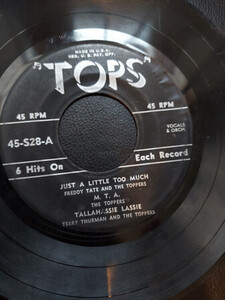 MADE IN U.S.A.
REG. U.S. PAT. OFF.
"TOPS"
45 RPM 45 RPM
45-S28-A
VOCALS & ORCH.
6 Hits On Each Record
JUST A LITTLE TOO MUCH
FREDDY TATE AND THE TOPPERS
M. T. A.
THE TOPPERS
TALLAHASSIE LASSIE
TERRY THURMAN AND THE TOPPERS